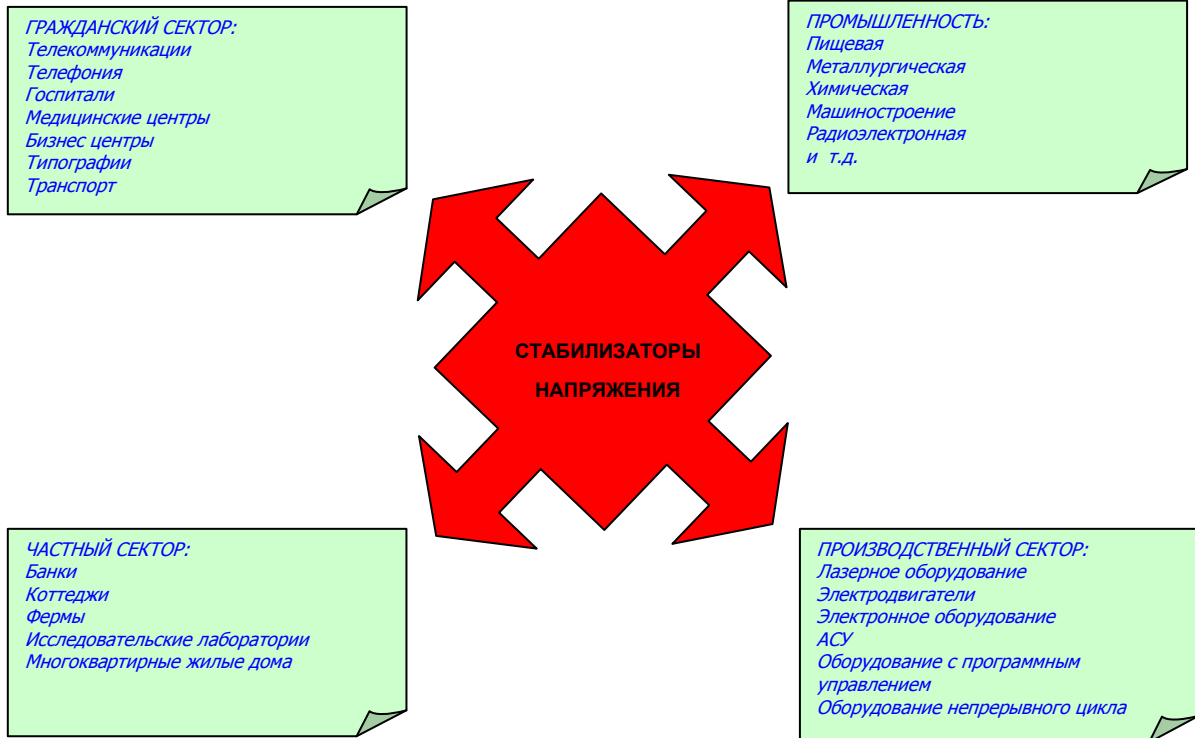 ГРАЖДАНСКИЙ СЕКТОР:
Телекоммуникации
Телефония
Госпитали
Медицинские центры
Бизнес центры
Типографии
Транспорт
ПРОМЫШЛЕННОСТЬ:
Пищевая
Металлургическая
Химическая
Машиностроение
Радиоэлектронная
и т.д.
СТАБИЛИЗАТОРЫ
НАПРЯЖЕНИЯ
ЧАСТНЫЙ СЕКТОР:
Банки
Коттеджи
Фермы
Исследовательские лаборатории
Многоквартирные жилые дома
ПРОИЗВОДСТВЕННЫЙ СЕКТОР:
Лазерное оборудование
Электродвигатели
Электронное оборудование
АСУ
Оборудование с программным
управлением
Оборудование непрерывного цикла